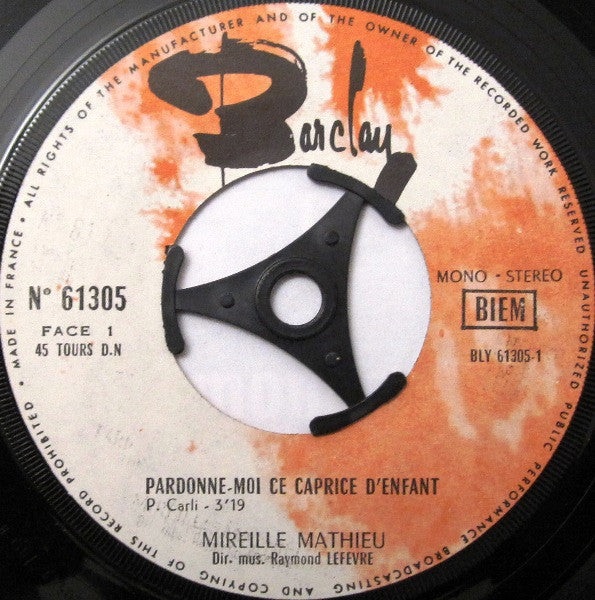 • ALL RIGHTS OF THE MANUFACTURER AND OF THE OWNER OF THE RECORDED WORK RESERVED UNAUTHORIZED PUBLIC PERFORMANCE BROADCASTING AND COPYING OF THIS RECORD PROHIBITED • MADE IN FRANCE
Barclay
N° 61305
FACE 1
45 TOURS D.N
MONO - STEREO
BIEM
BLY 61305-1
PARDONNE-MOI CE CAPRICE D'ENFANT
P. Carli - 3'19
MIREILLE MATHIEU
Dir. mus. Raymond LEFEVRE